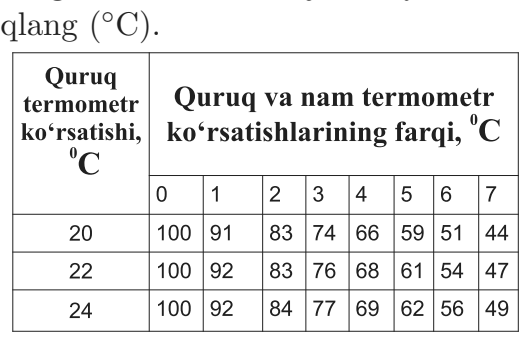 qlang (°C).
Quruq termometr ko‘rsatishi, ⁰C
Quruq va nam termometr ko‘rsatishlarining farqi, ⁰C
0 1 2 3 4 5 6 7
20 100 91 83 74 66 59 51 44
22 100 92 83 76 68 61 54 47
24 100 92 84 77 69 62 56 49